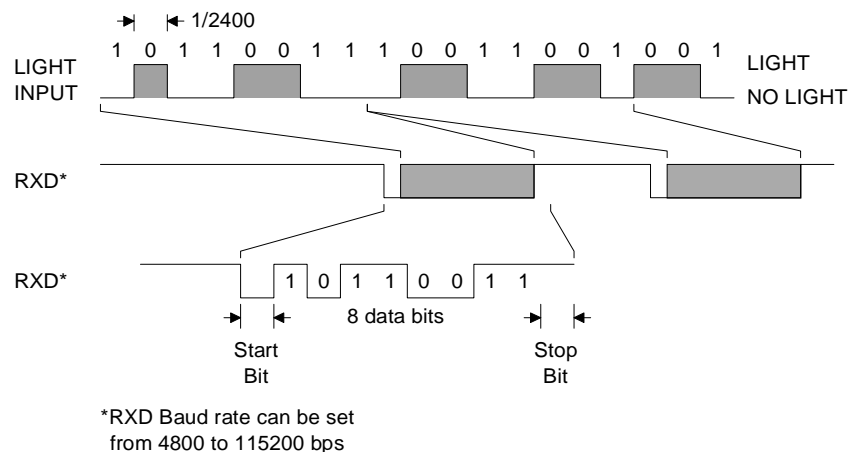 1/2400
1 0 1 1 0 0 1 1 1 0 0 1 1 0 0 1 0 0 1
LIGHT
INPUT
LIGHT
NO LIGHT
RXD*
RXD*
1 0 1 1 0 0 1 1
8 data bits
Start
Bit
Stop
Bit
*RXD Baud rate can be set
from 4800 to 115200 bps